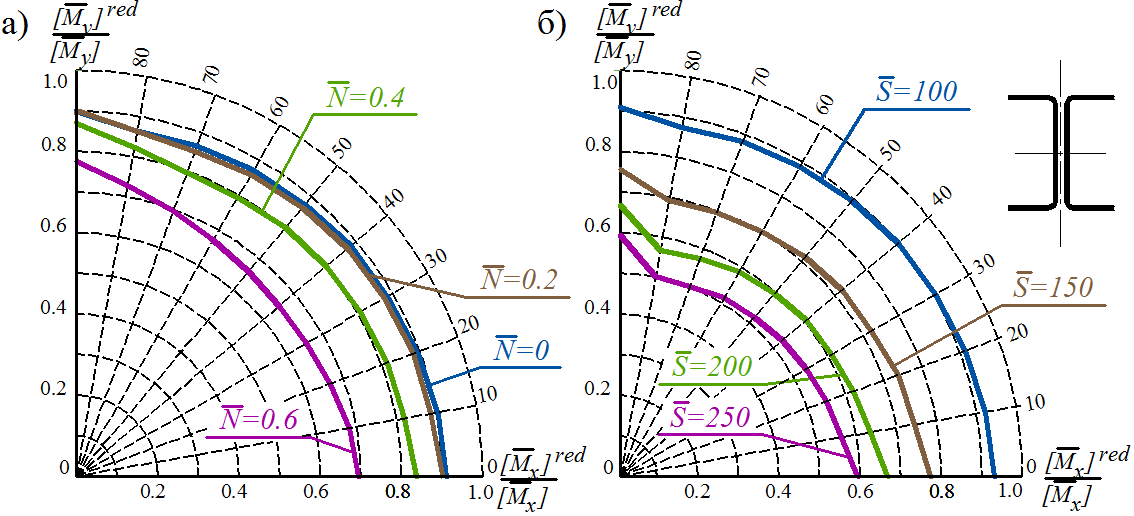 а)
[M̅y]red
[M̅y]
1.0
0.8
0.6
0.4
0.2
0
80
70
60
50
40
30
20
10
0
N̅=0.4
N̅=0.2
N̅=0
N̅=0.6
0.2
0.4
0.6
0.8
1.0
[M̅x]red
[M̅x]
б)
[M̅y]red
[M̅y]
1.0
0.8
0.6
0.4
0.2
0
80
70
60
50
40
30
20
10
0
S̅=100
S̅=150
S̅=200
S̅=250
0.2
0.4
0.6
0.8
1.0
[M̅x]red
[M̅x]